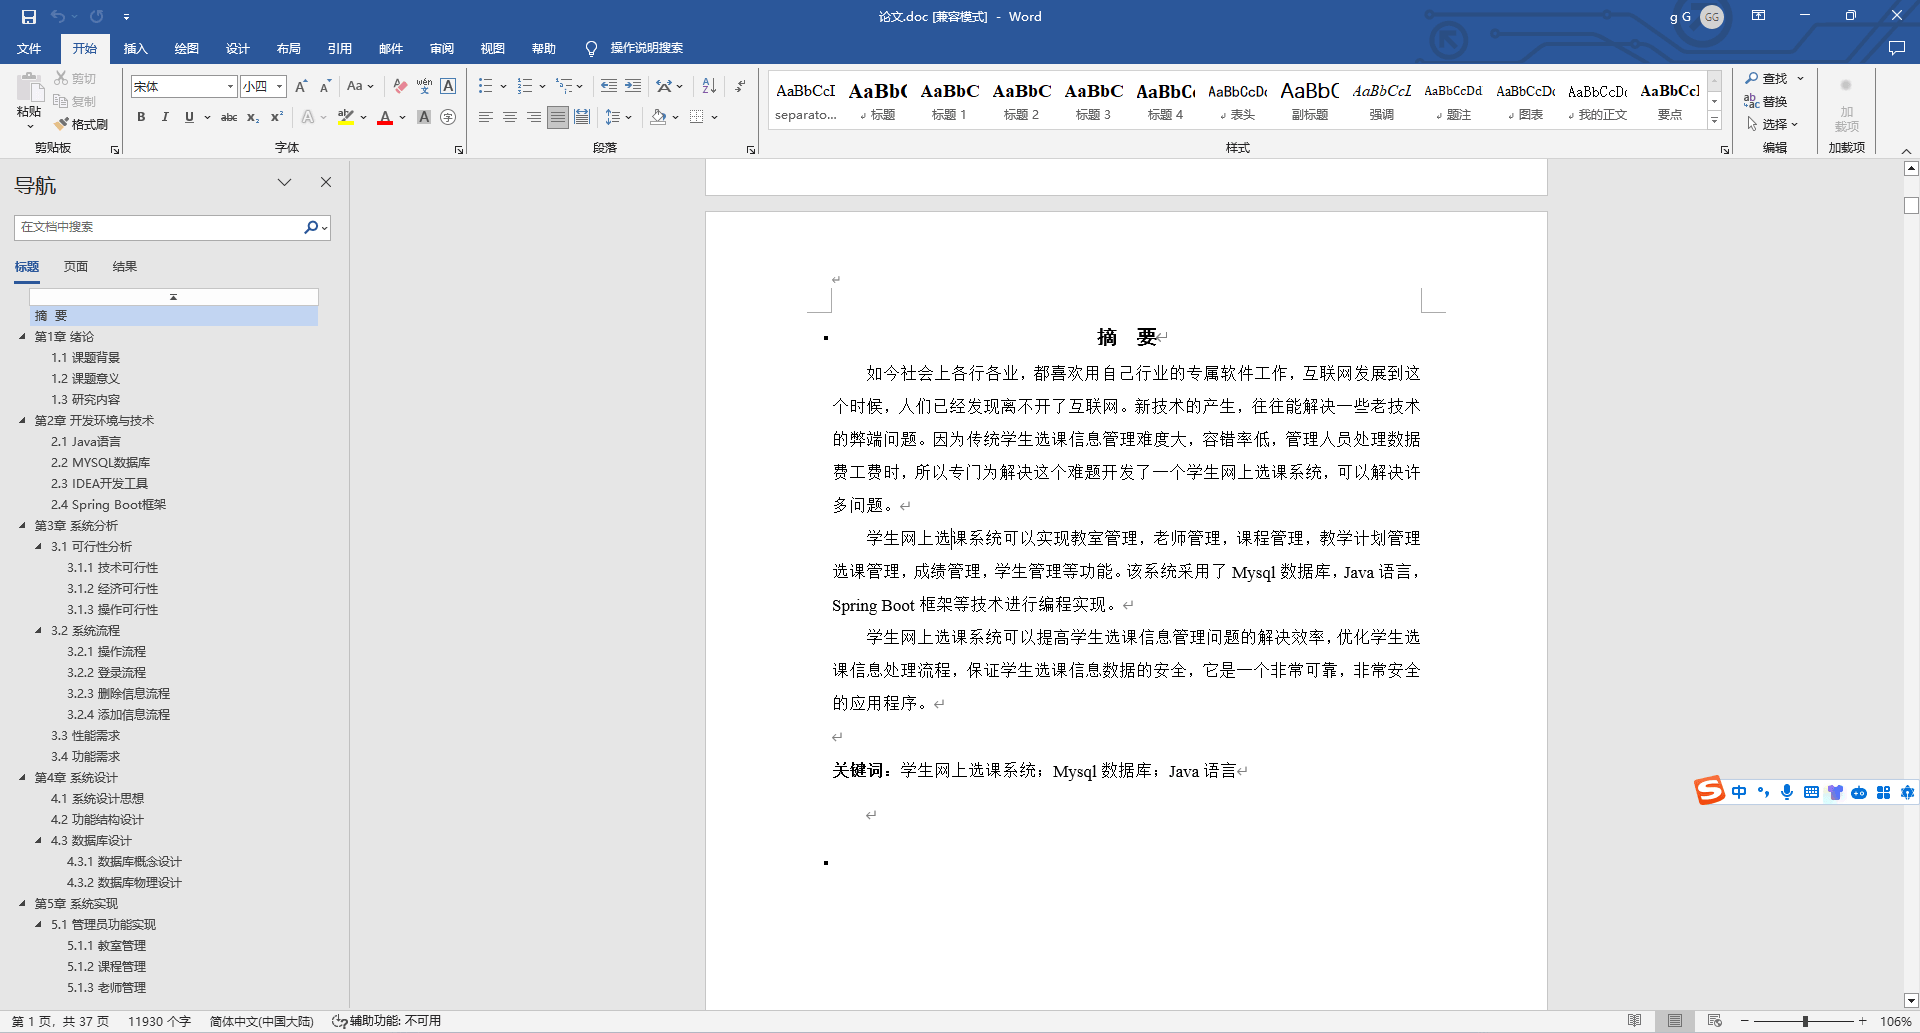 论文.doc [兼容模式] - Word
g G GG
文件 开始 插入 绘图 设计 布局 引用 邮件 审阅 视图 帮助 操作说明搜索
粘贴 剪切 复制 格式刷
宋体 小四
separato... 标题 标题 1 标题 2 标题 3 标题 4 表头 副标题 强调 题注 图表 我的正文 要点
查找 替换 选择
加载项
剪贴板 字体 段落 样式 编辑 加载项
导航
在文档中搜索
标题 页面 结果
摘 要
第1章 绪论
1.1 课题背景
1.2 课题意义
1.3 研究内容
第2章 开发环境与技术
2.1 Java语言
2.2 MYSQL数据库
2.3 IDEA开发工具
2.4 Spring Boot框架
第3章 系统分析
3.1 可行性分析
3.1.1 技术可行性
3.1.2 经济可行性
3.1.3 操作可行性
3.2 系统流程
3.2.1 操作流程
3.2.2 登录流程
3.2.3 删除信息流程
3.2.4 添加信息流程
3.3 性能需求
3.4 功能需求
第4章 系统设计
4.1 系统设计思想
4.2 功能结构设计
4.3 数据库设计
4.3.1 数据库概念设计
4.3.2 数据库物理设计
第5章 系统实现
5.1 管理员功能实现
5.1.1 教室管理
5.1.2 课程管理
5.1.3 老师管理
摘 要
如今社会上各行各业，都喜欢用自己行业的专属软件工作，互联网发展到这
个时候，人们已经发现离不开了互联网。新技术的产生，往往能解决一些老技术
的弊端问题。因为传统学生选课信息管理难度大，容错率低，管理人员处理数据
费工费时，所以专门为解决这个难题开发了一个学生网上选课系统，可以解决许
多问题。
学生网上选课系统可以实现教室管理，老师管理，课程管理，教学计划管理
选课管理，成绩管理，学生管理等功能。该系统采用了 Mysql 数据库，Java 语言，
Spring Boot 框架等技术进行编程实现。
学生网上选课系统可以提高学生选课信息管理问题的解决效率，优化学生选
课信息处理流程，保证学生选课信息数据的安全，它是一个非常可靠，非常安全
的应用程序。
关键词：学生网上选课系统；Mysql 数据库；Java 语言
中
第 1 页，共 37 页 11930 个字 简体中文(中国大陆) 辅助功能: 不可用 106%